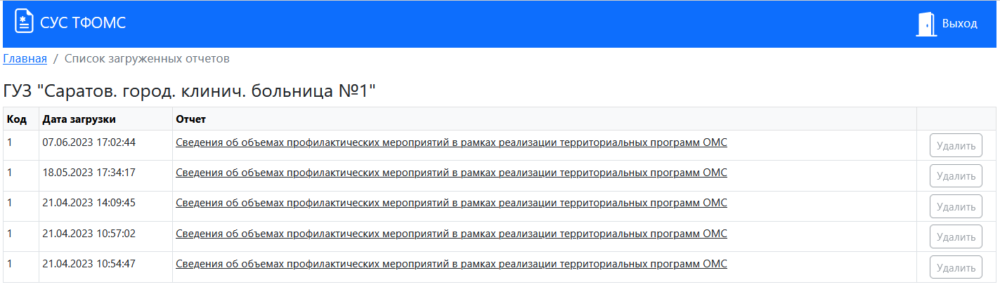 СУС ТФОМС
Выход
Главная / Список загруженных отчетов
ГУЗ "Саратов. город. клинич. больница №1"
Код Дата загрузки Отчет
1 07.06.2023 17:02:44 Сведения об объемах профилактических мероприятий в рамках реализации территориальных программ ОМС Удалить
1 18.05.2023 17:34:17 Сведения об объемах профилактических мероприятий в рамках реализации территориальных программ ОМС Удалить
1 21.04.2023 14:09:45 Сведения об объемах профилактических мероприятий в рамках реализации территориальных программ ОМС Удалить
1 21.04.2023 10:57:02 Сведения об объемах профилактических мероприятий в рамках реализации территориальных программ ОМС Удалить
1 21.04.2023 10:54:47 Сведения об объемах профилактических мероприятий в рамках реализации территориальных программ ОМС Удалить